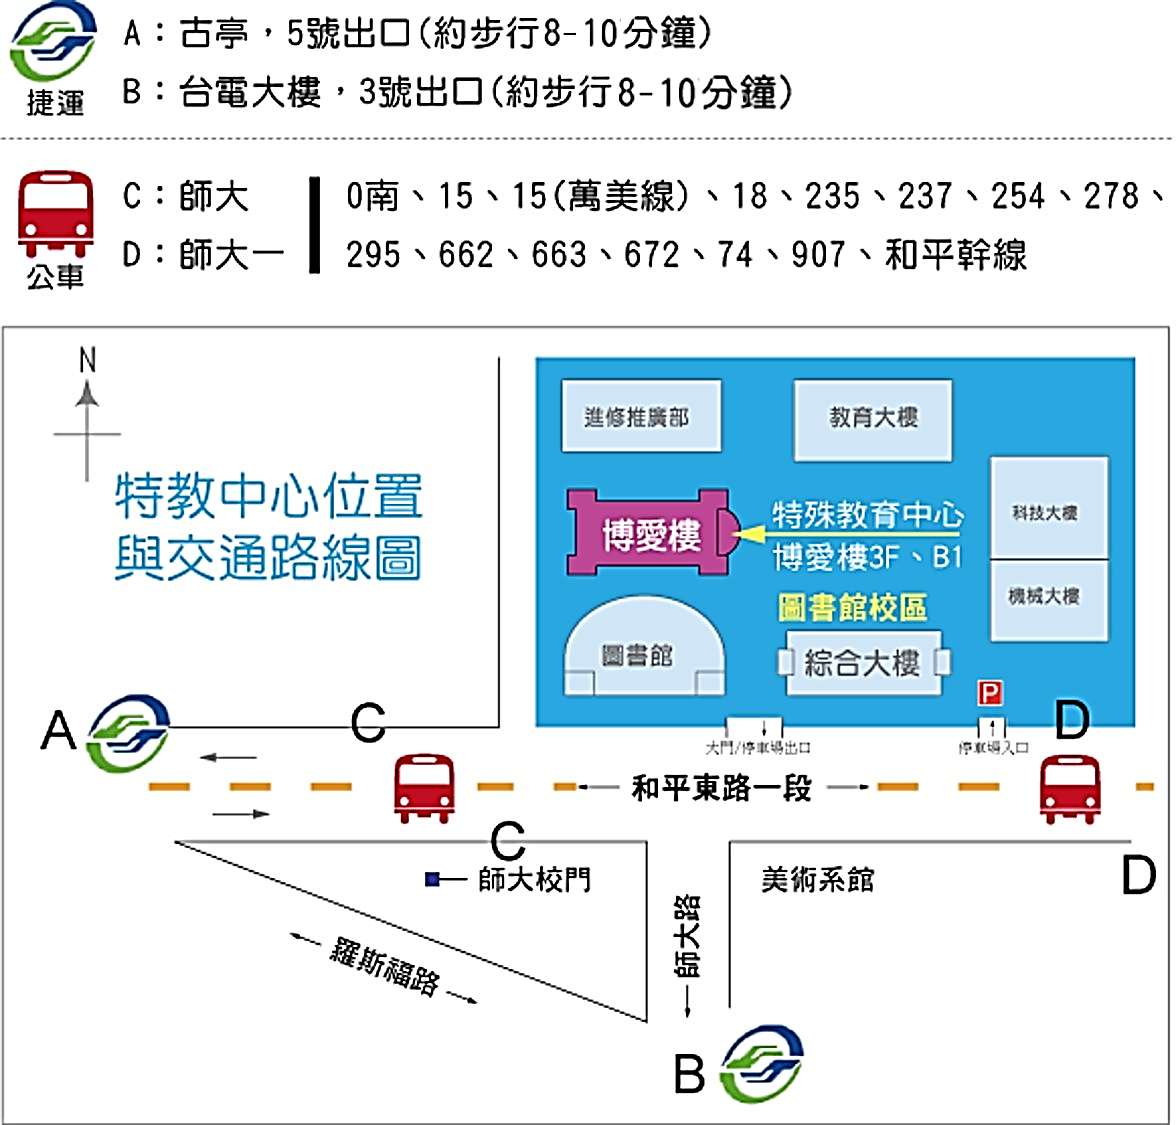 A：古亭，5號出口(約步行8-10分鐘)
B：台電大樓，3號出口(約步行8-10分鐘)
捷運
C：師大
D：師大一
公車
0南、15、15(萬美線)、18、235、237、254、278、
295、662、663、672、74、907、和平幹線
N
特教中心位置
與交通路線圖
進修推廣部
教育大樓
科技大樓
機械大樓
博愛樓
特殊教育中心
博愛樓3F、B1
圖書館校區
圖書館
綜合大樓
P
大門/停車場出口
停車場入口
A
C
D
和平東路一段
C
D
師大校門
美術系館
羅斯福路
師大路
B